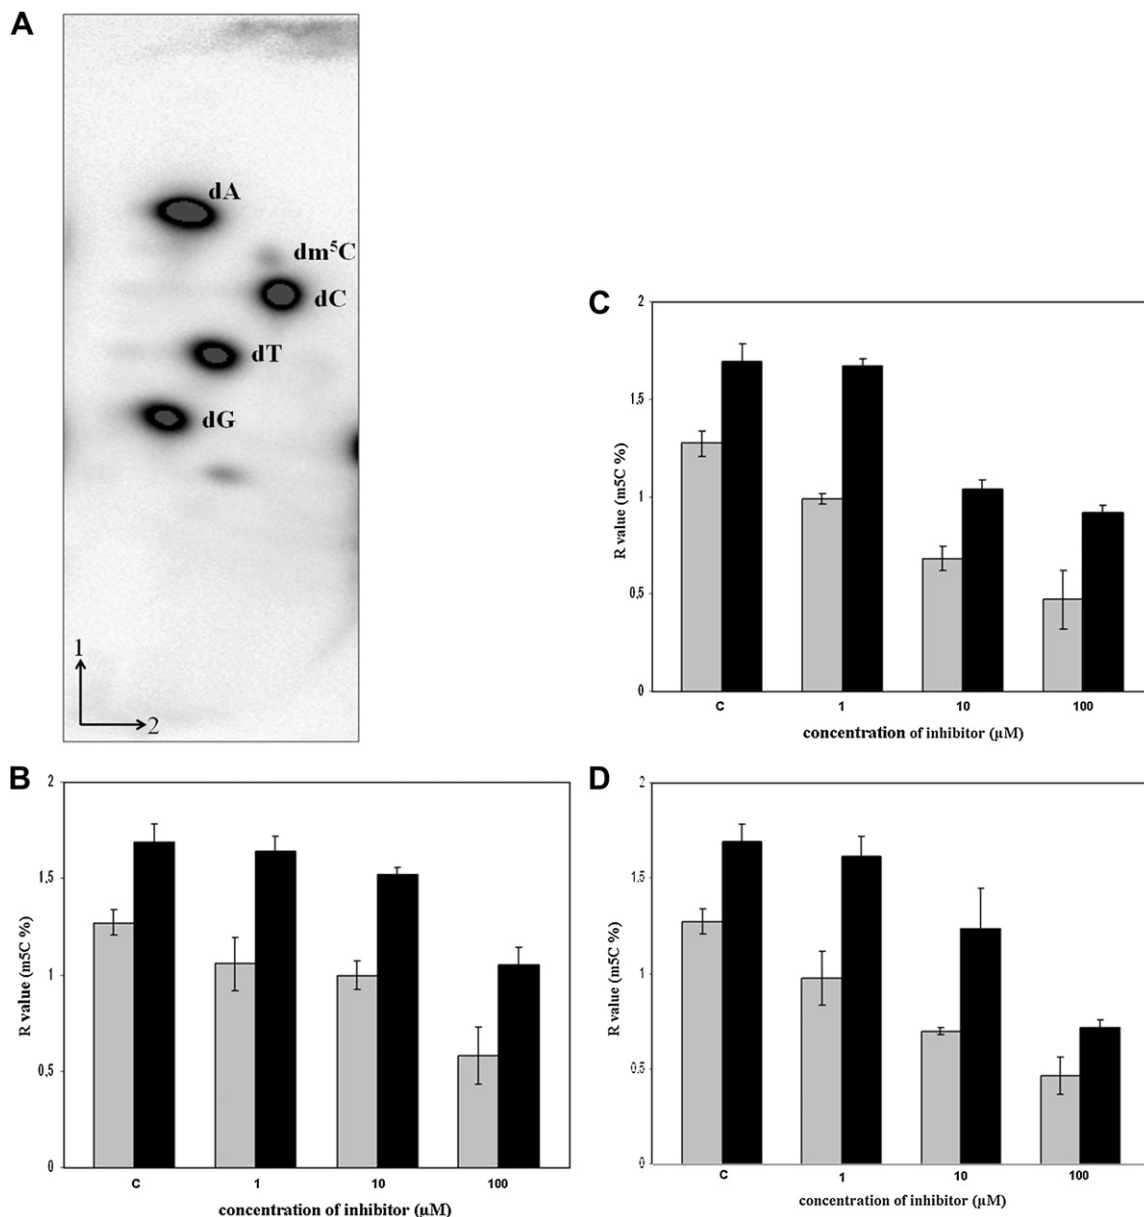 A
dA
dm⁵C
dC
dT
dG
1
2
C
2
1.5
1
0.5
0
R value (m5C %)
C 1 10 100
concentration of inhibitor (µM)
B
2
1.5
1
0.5
0
R value (m5C %)
C 1 10 100
concentration of inhibitor (µM)
D
2
1.5
1
0.5
0
R value (m5C %)
C 1 10 100
concentration of inhibitor (µM)